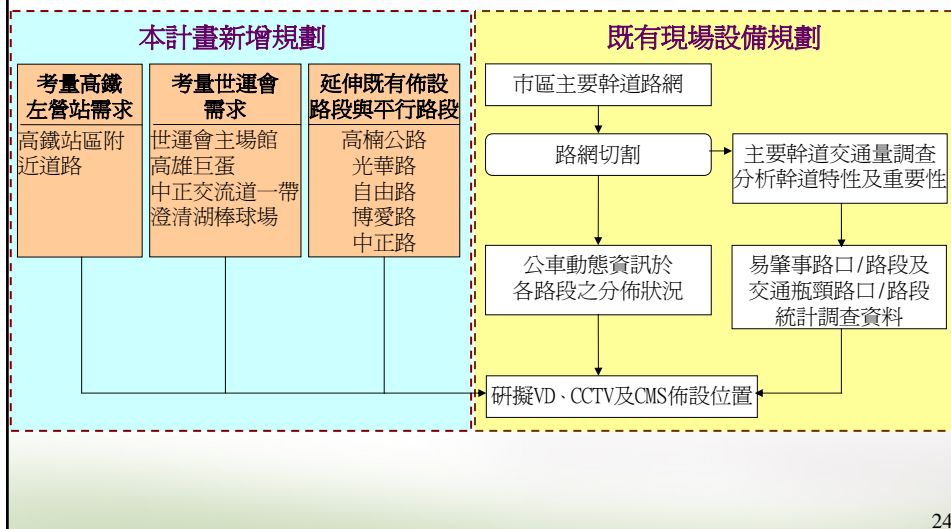 本計畫新增規劃
考量高鐵
左營站需求
高鐵站區附
近道路
考量世運會
需求
世運會主場館
高雄巨蛋
中正交流道一帶
澄清湖棒球場
延伸既有佈設
路段與平行路段
高楠公路
光華路
自由路
博愛路
中正路
既有現場設備規劃
市區主要幹道路網
路網切割
主要幹道交通量調查
分析幹道特性及重要性
公車動態資訊於
各路段之分佈狀況
易肇事路口/路段及
交通瓶頸路口/路段
統計調查資料
研擬VD、CCTV及CMS佈設位置
24